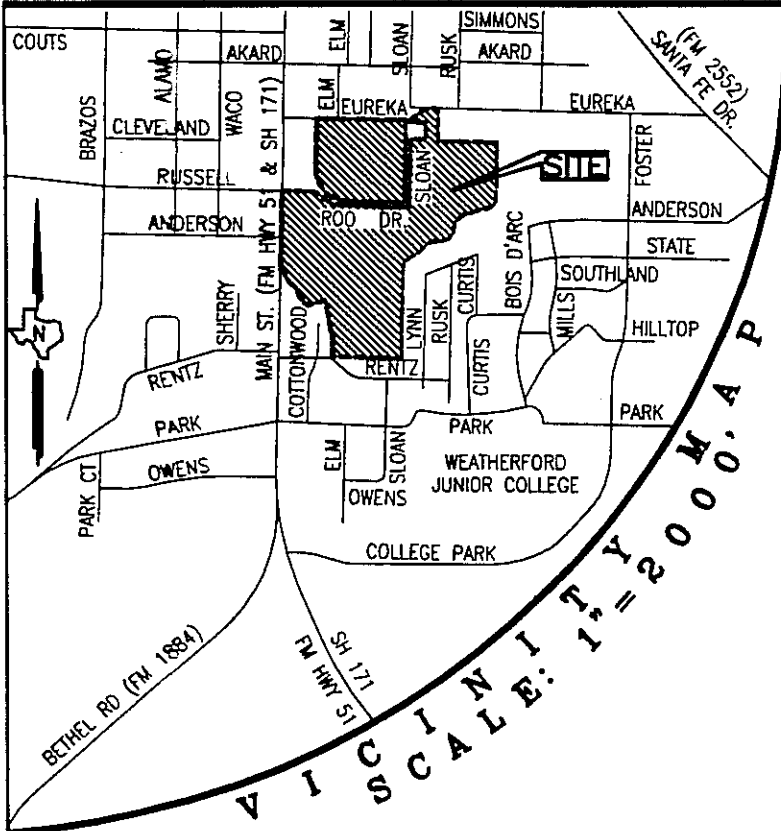 SIMMONS
COUTS
ALAMO
AKARD
ELM
SLOAN
RUSK
AKARD
(FM 2552)
SANTA FE DR.
BRAZOS
CLEVELAND
WACO
ELM
EUREKA
EUREKA
MAIN ST. (FM HWY 51 & SH 171)
RUSSELL
SLOAN
SITE
FOSTER
ANDERSON
ROO DR.
ANDERSON
STATE
BOIS D'ARC
SOUTHLAND
N
SHERRY
LYNN
RUSK
CURTIS
MILLS
HILLTOP
RENTZ
COTTONWOOD
RENTZ
CURTIS
PARK
PARK
PARK
PARK CT
OWENS
ELM
SLOAN
OWENS
WEATHERFORD
JUNIOR COLLEGE
COLLEGE PARK
BETHEL RD (FM 1884)
SH 171
FM HWY 51
VICINITY MAP
SCALE: 1"=2000'